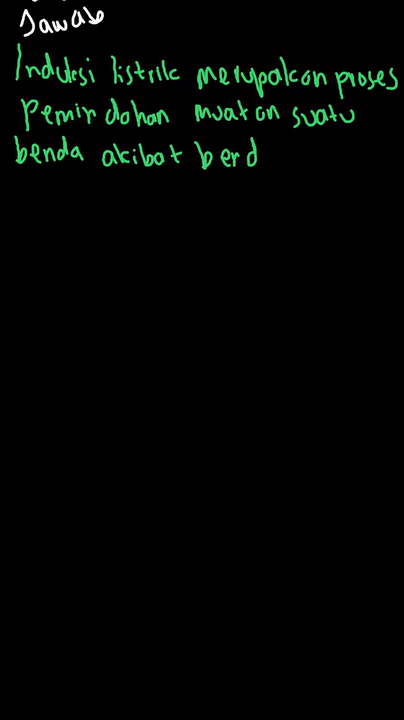 Jawab
Induksi listrik merupakan proses
Pemindahan muatan suatu
benda akibat berd